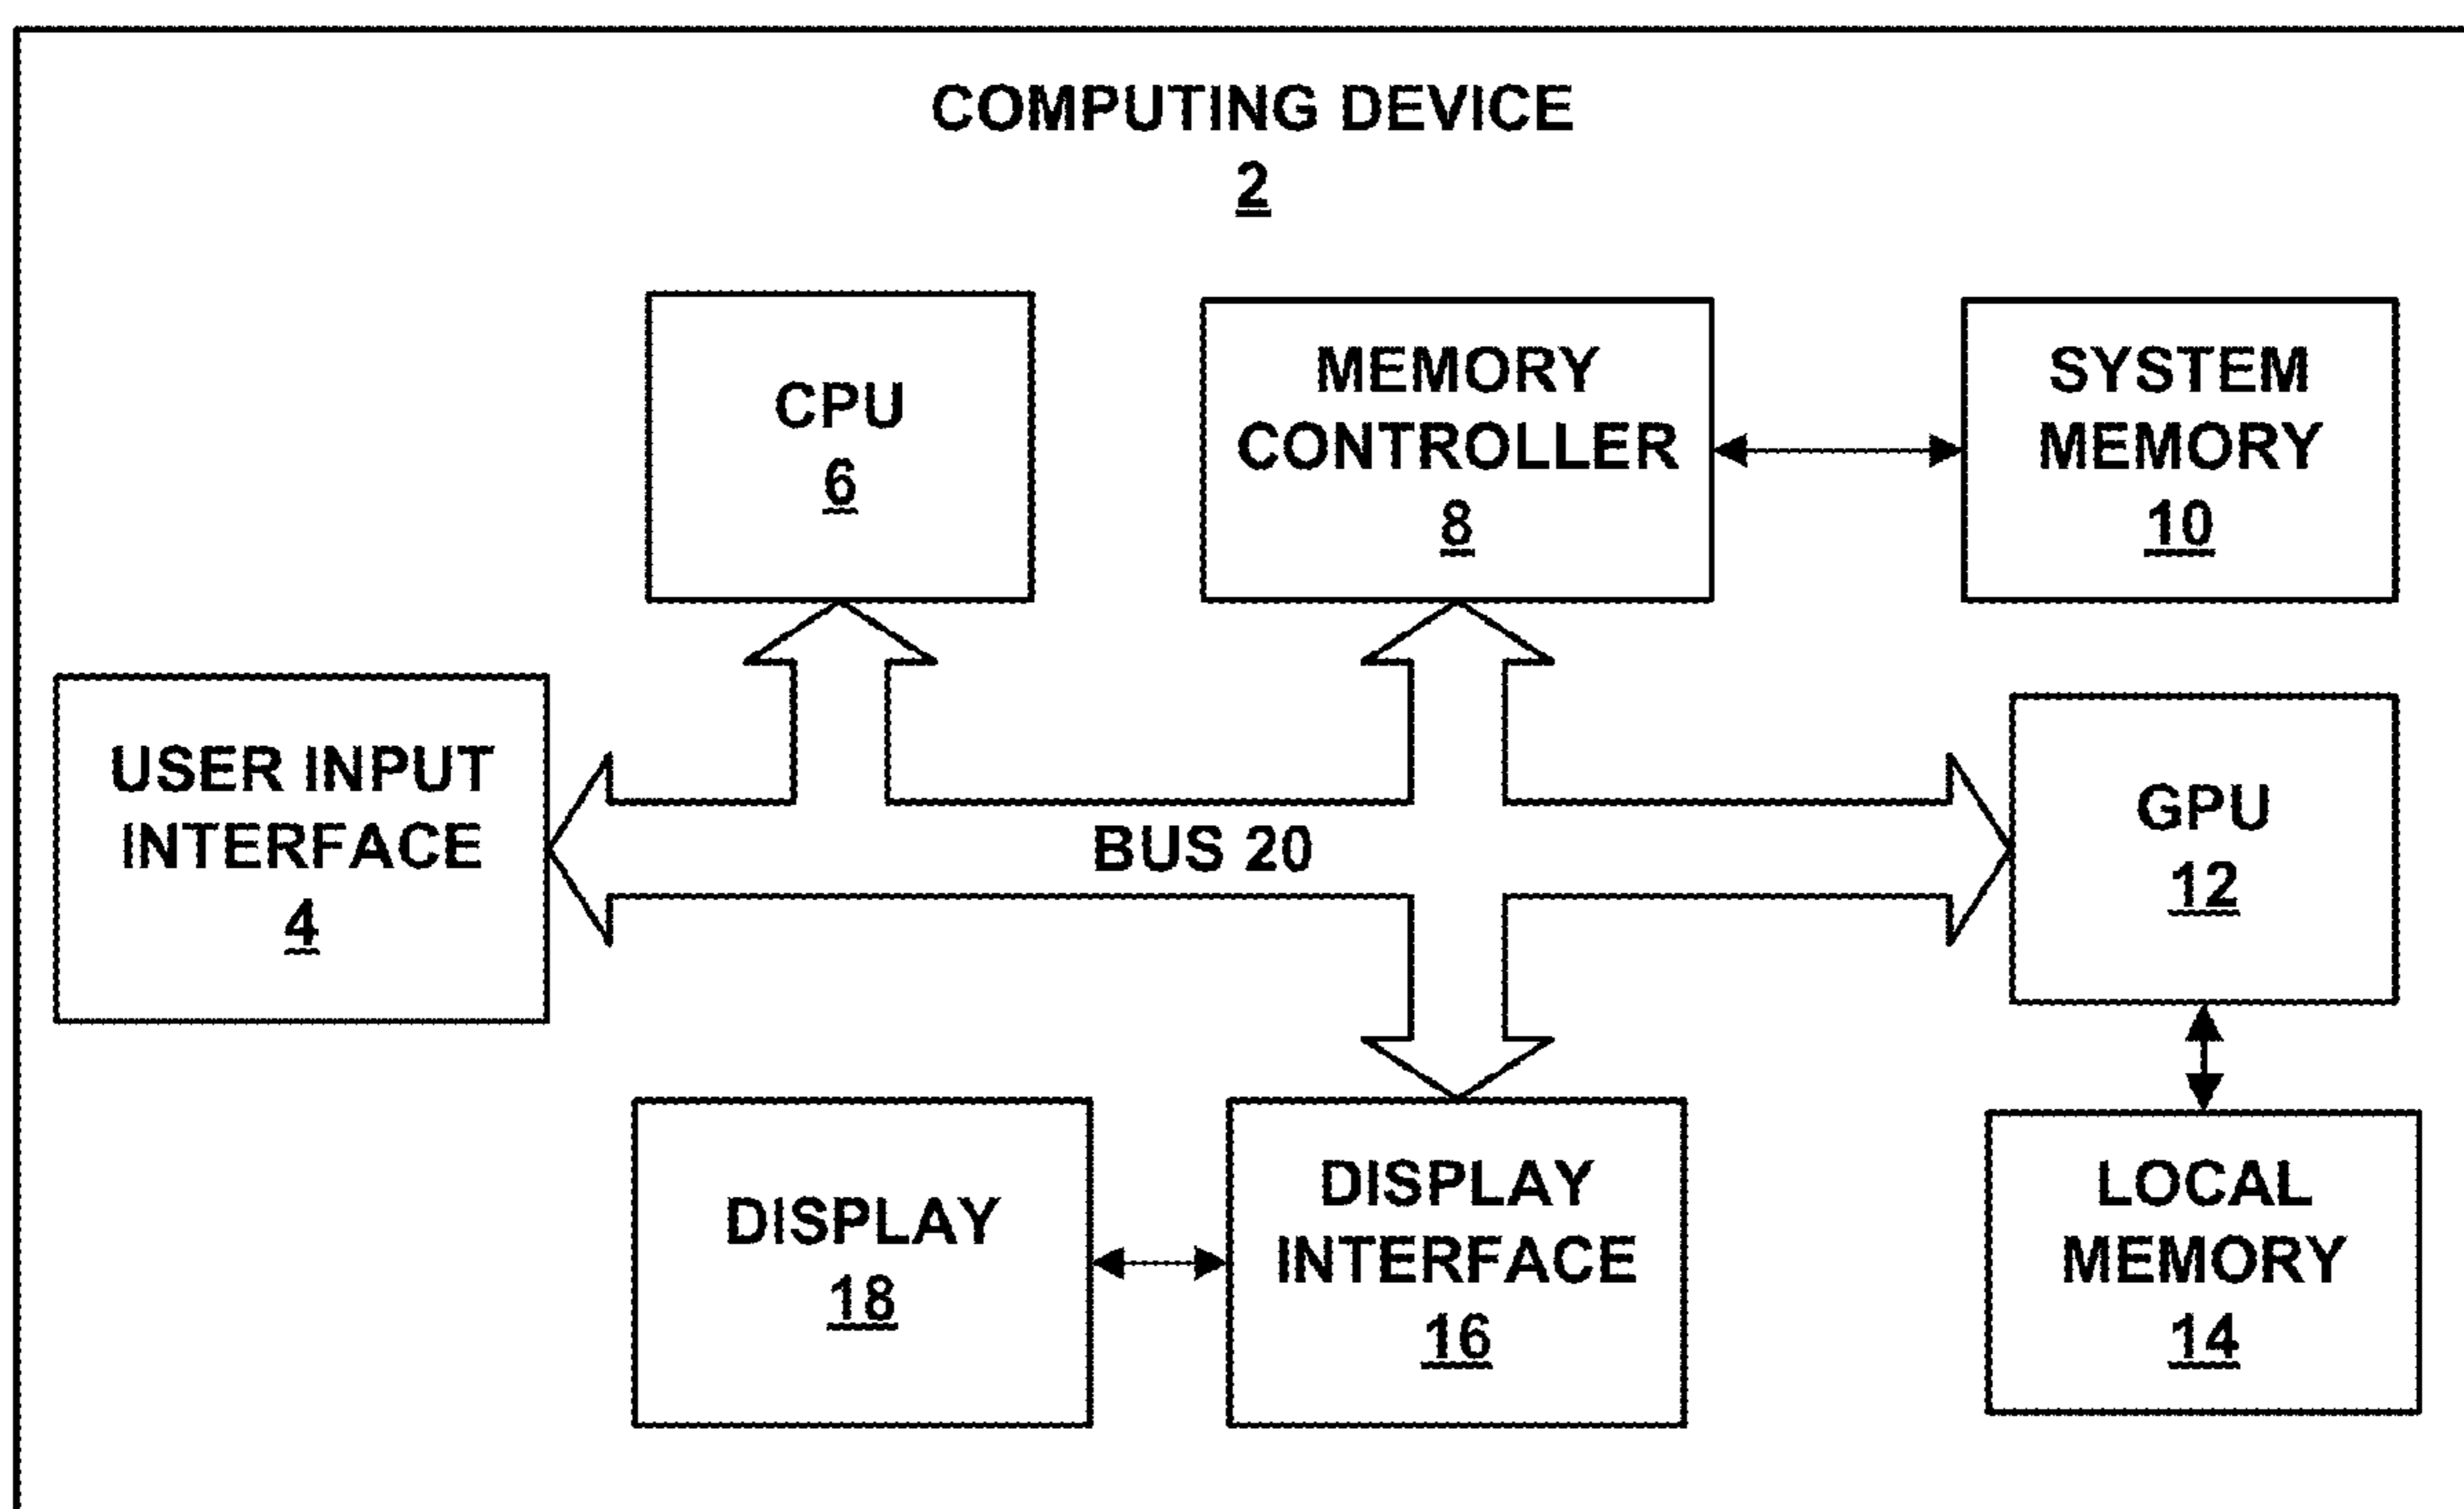 COMPUTING DEVICE
2
CPU
6
MEMORY
CONTROLLER
8
SYSTEM
MEMORY
10
USER INPUT
INTERFACE
4
BUS 20
GPU
12
DISPLAY
18
DISPLAY
INTERFACE
16
LOCAL
MEMORY
14